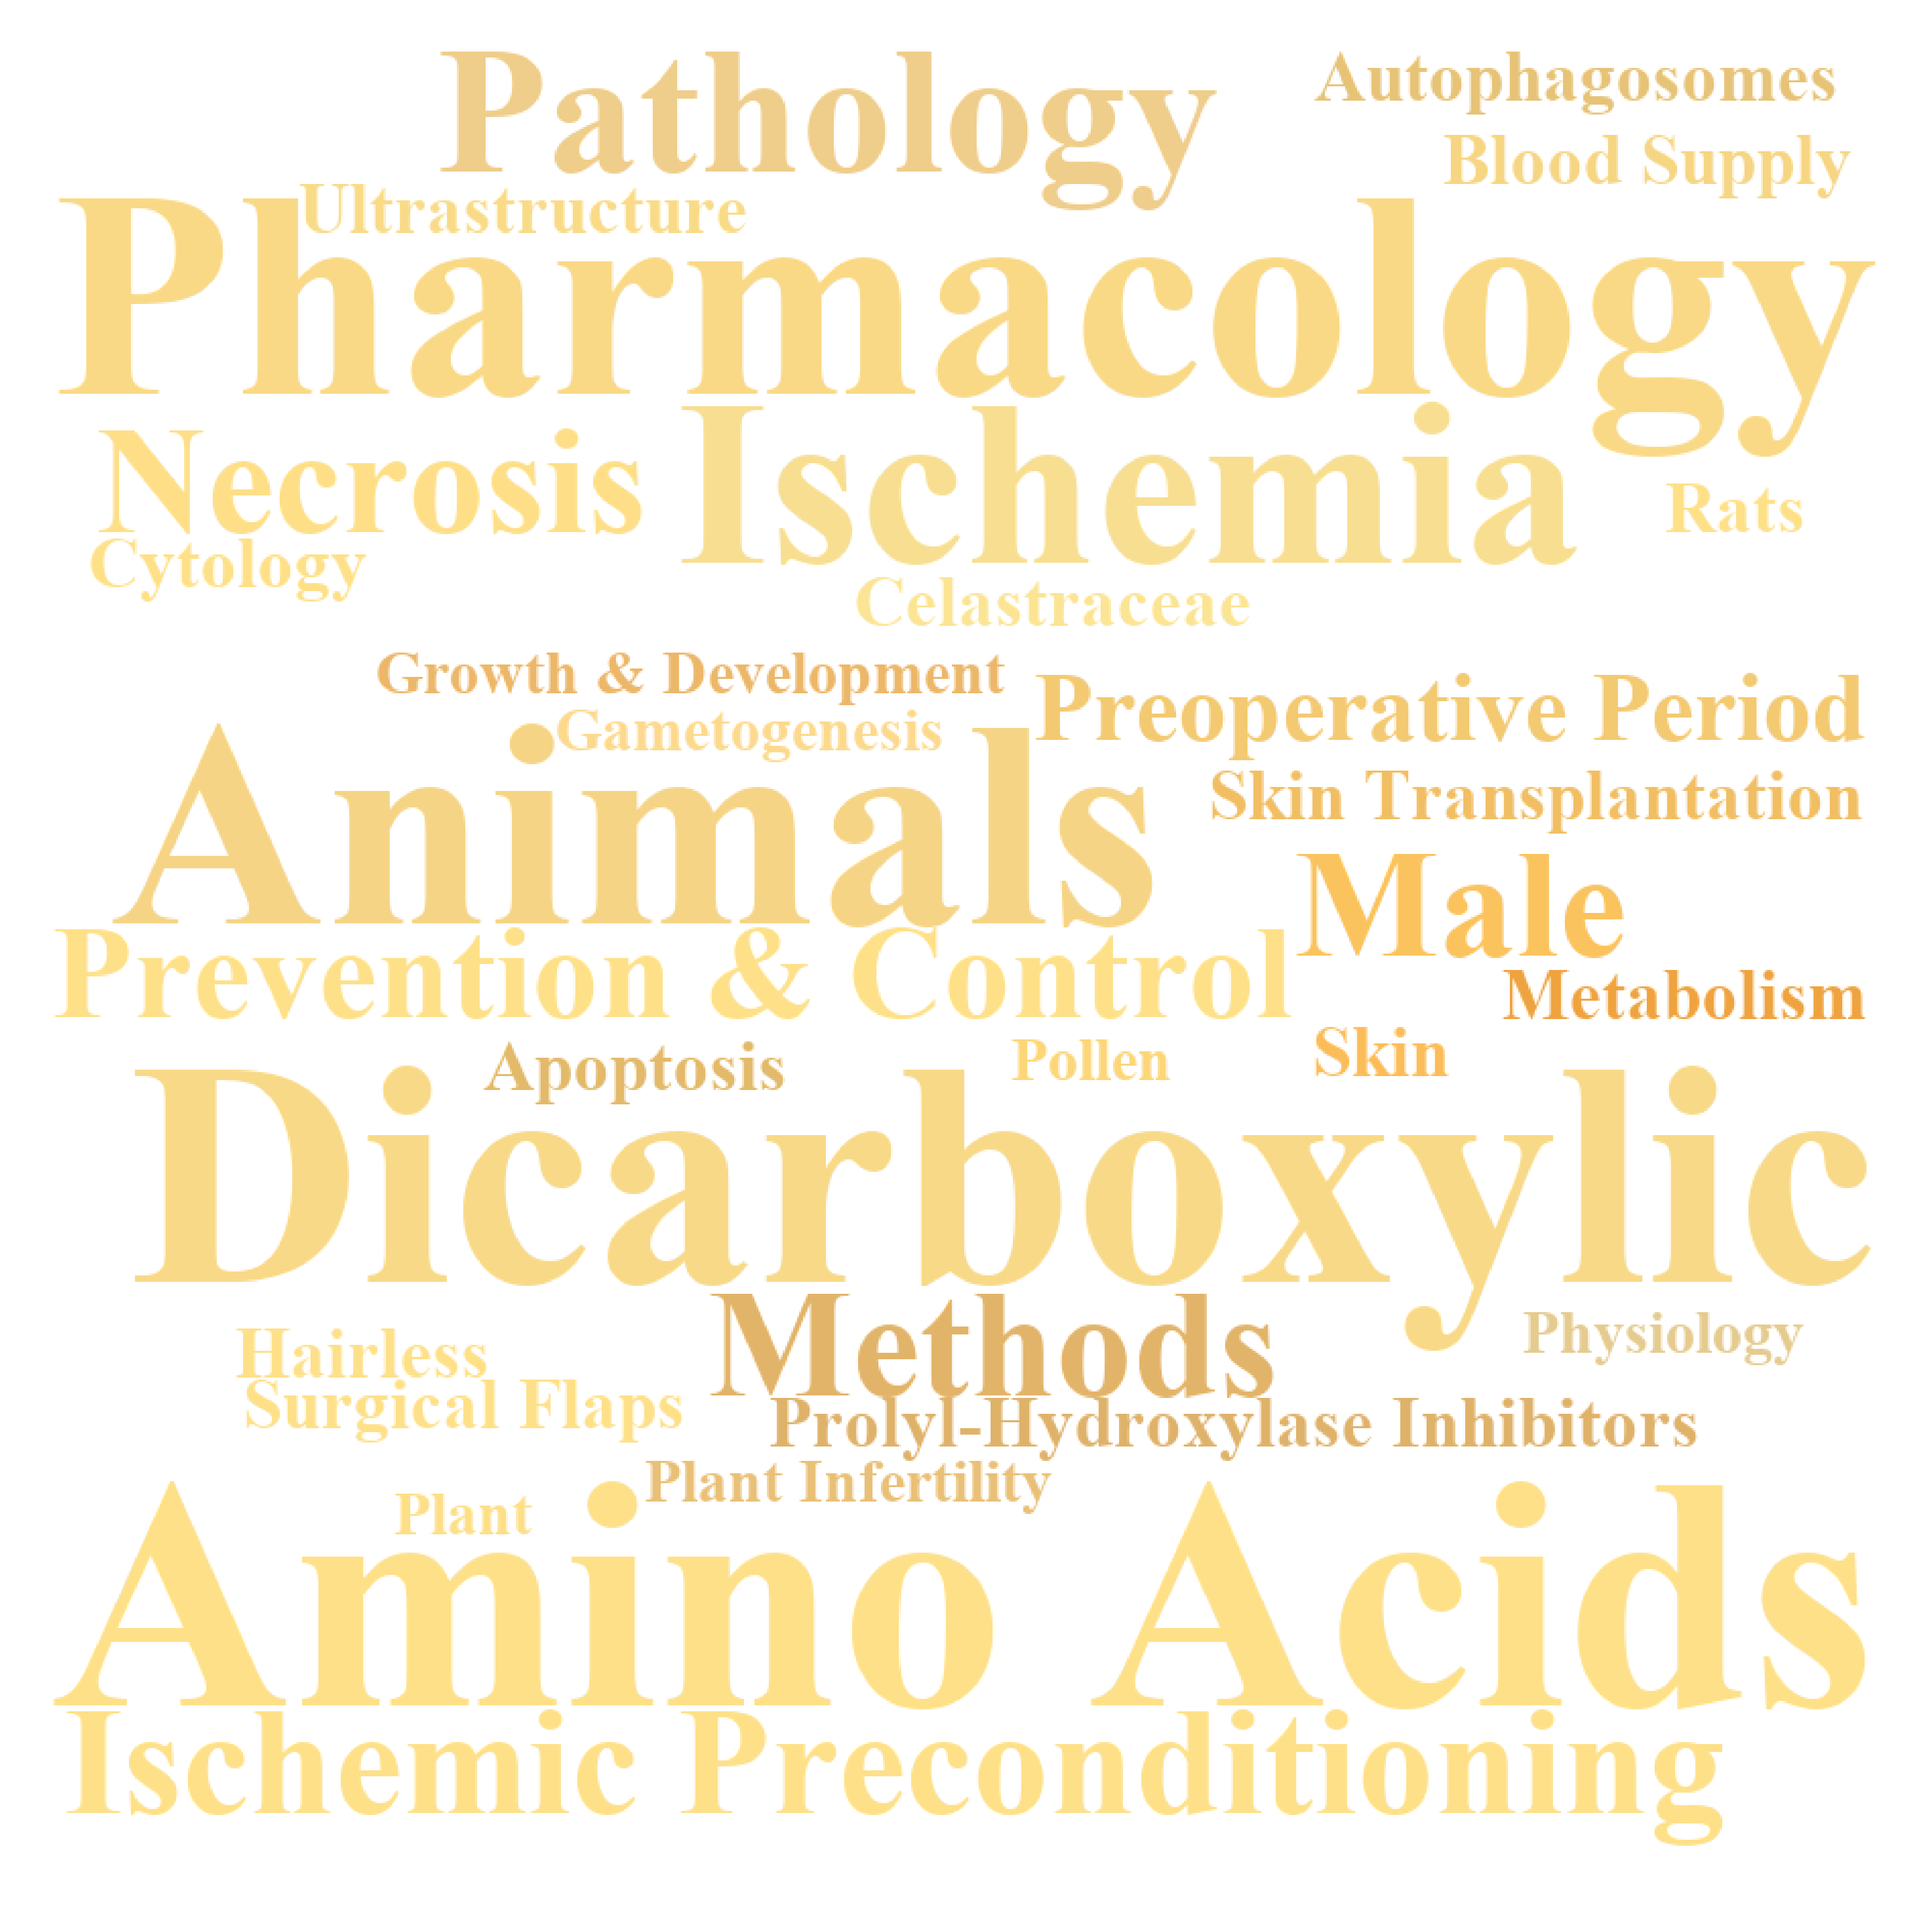 Pathology
Autophagosomes
Blood Supply
Ultrastructure
Pharmacology
Necrosis
Ischemia
Rats
Cytology
Celastraceae
Growth & Development
Preoperative Period
Gametogenesis
Animals
Skin Transplantation
Male
Prevention & Control
Metabolism
Apoptosis
Pollen
Skin
Dicarboxylic
Methods
Physiology
Hairless
Surgical Flaps
Prolyl-Hydroxylase Inhibitors
Plant Infertility
Plant
Amino Acids
Ischemic Preconditioning